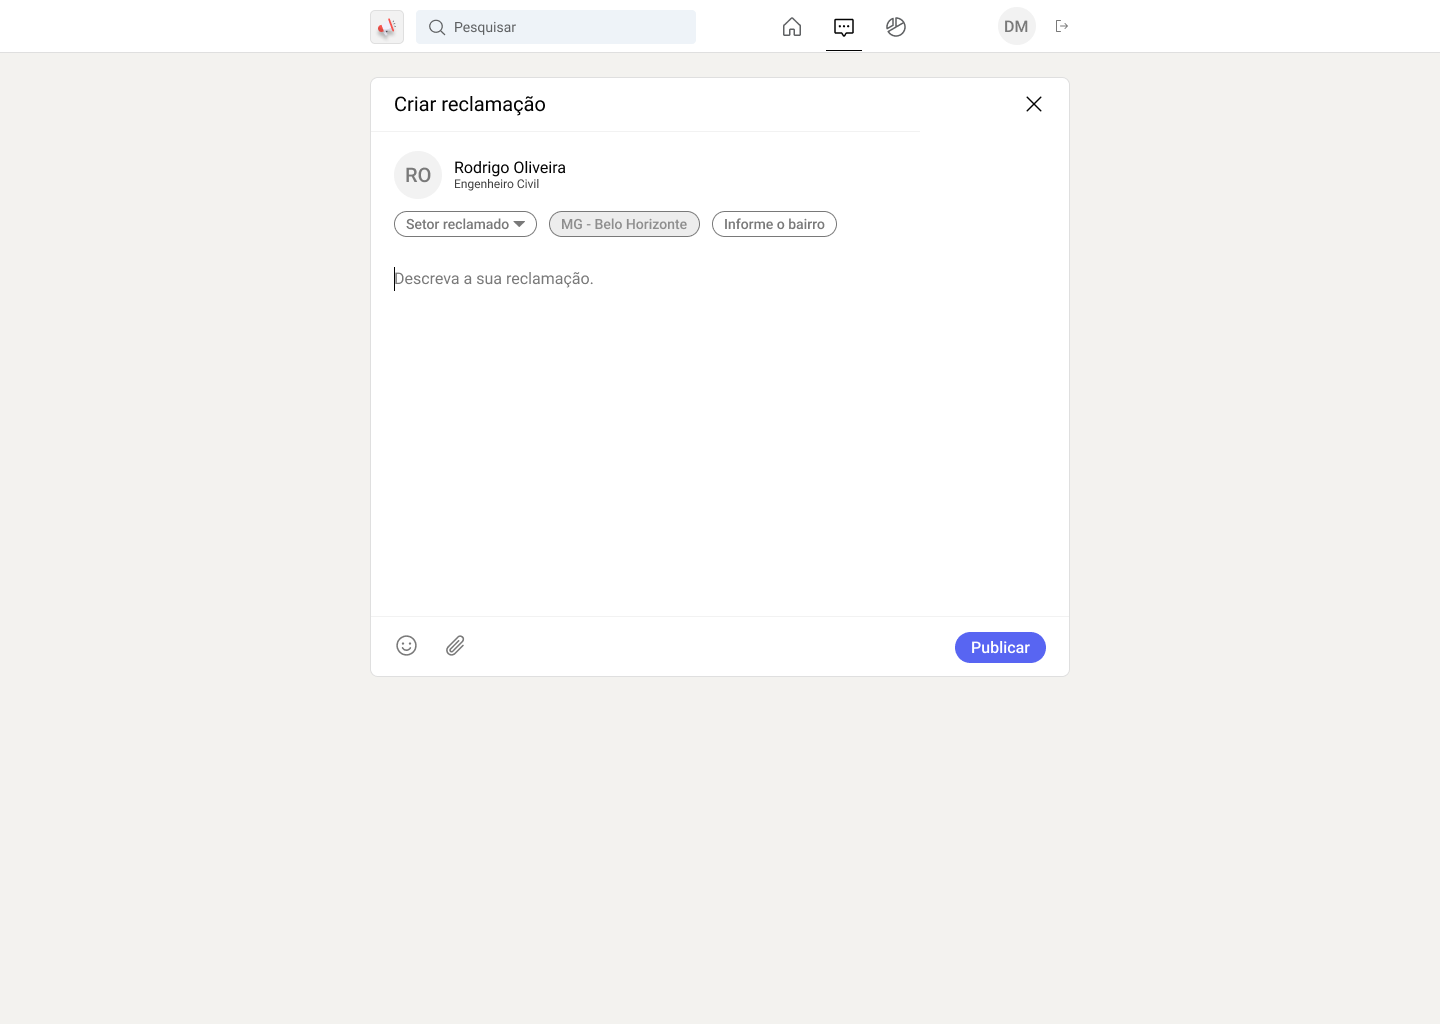 Pesquisar
DM
Criar reclamação
RO
Rodrigo Oliveira
Engenheiro Civil
Setor reclamado MG - Belo Horizonte Informe o bairro
Descreva a sua reclamação.
Publicar